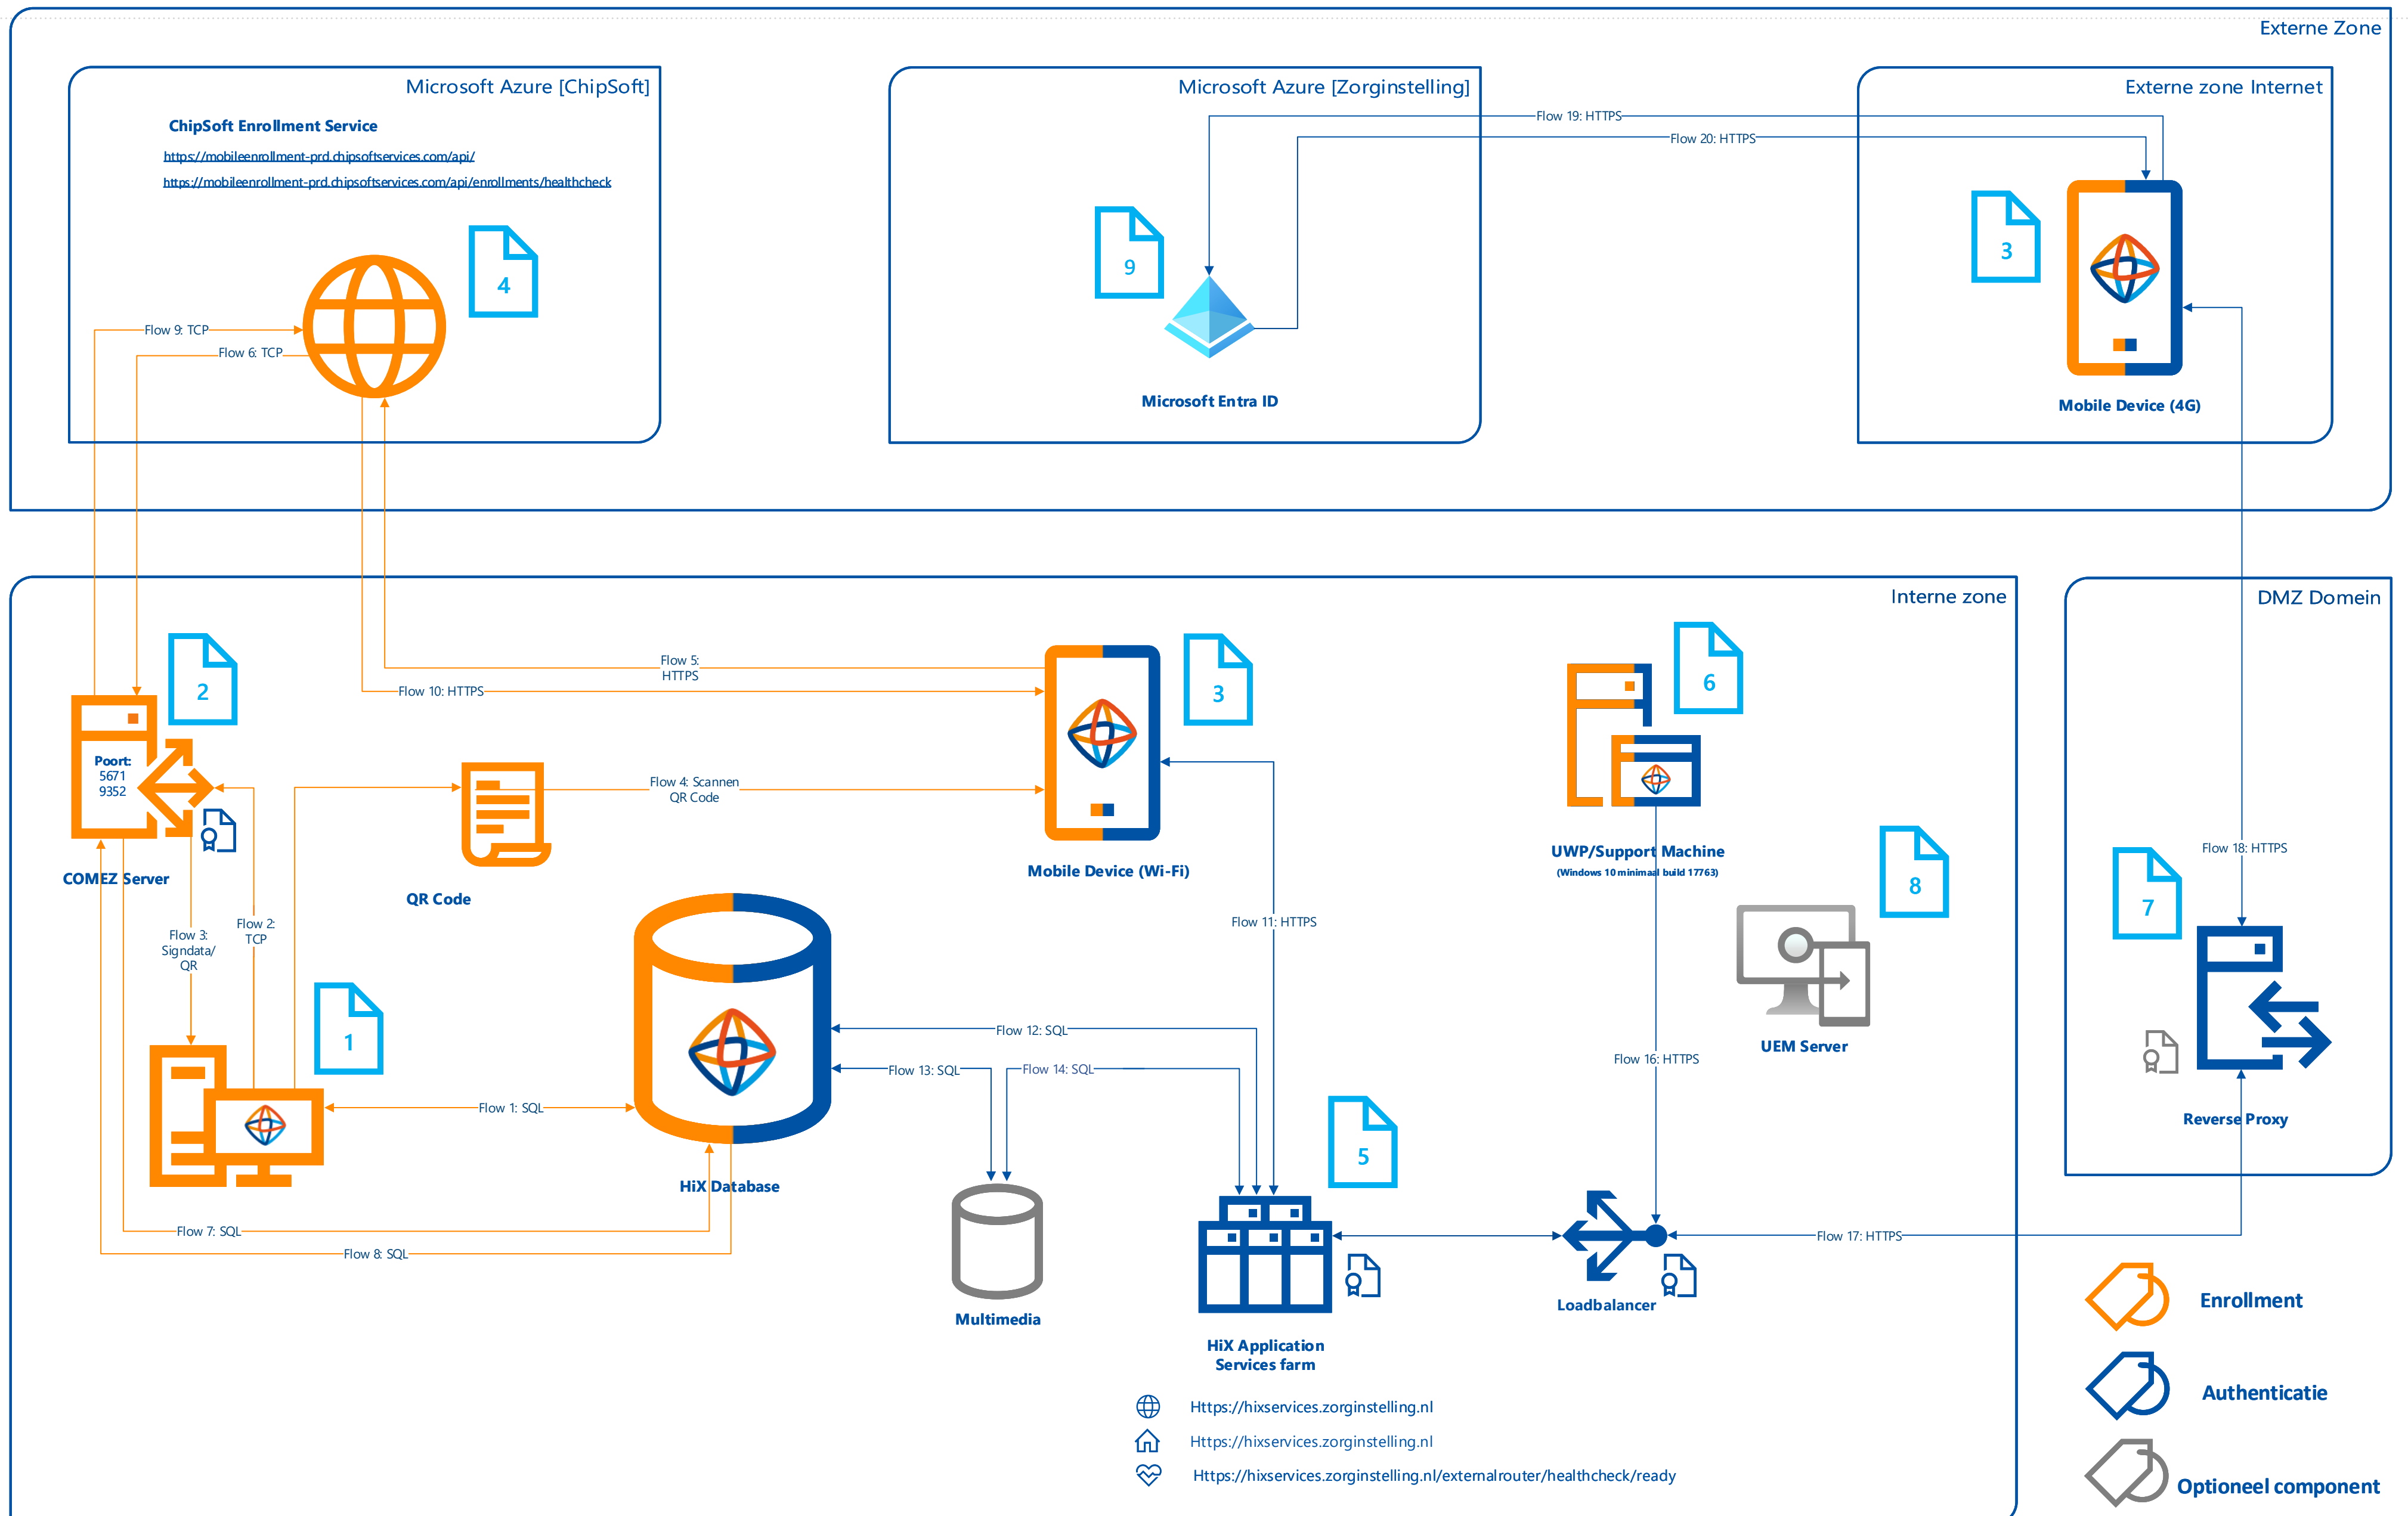 Externe Zone
Microsoft Azure [ChipSoft]
ChipSoft Enrollment Service
https://mobileenrollment-prd.chipsoftservices.com/api/
https://mobileenrollment-prd.chipsoftservices.com/api/enrollments/healthcheck
4
Flow 9: TCP
Flow 6: TCP
Microsoft Azure [Zorginstelling]
9
Microsoft Entra ID
Externe zone Internet
Flow 19: HTTPS
Flow 20: HTTPS
3
Mobile Device (4G)
Interne zone
2
Poort:
5671
9352
COMEZ Server
Flow 5:
HTTPS
Flow 10: HTTPS
Flow 4: Scannen
QR Code
QR Code
3
Mobile Device (Wi-Fi)
6
UWP/Support Machine
(Windows 10 minimaal build 17763)
8
UEM Server
Flow 3:
Signdata/
QR
Flow 2:
TCP
1
Flow 1: SQL
HiX Database
Flow 7: SQL
Flow 8: SQL
Flow 11: HTTPS
Flow 12: SQL
Flow 13: SQL
Flow 14: SQL
Flow 16: HTTPS
Multimedia
5
HiX Application
Services farm
Loadbalancer
Flow 17: HTTPS
Https://hixservices.zorginstelling.nl
Https://hixservices.zorginstelling.nl
Https://hixservices.zorginstelling.nl/externalrouter/healthcheck/ready
DMZ Domein
Flow 18: HTTPS
7
Reverse Proxy
Enrollment
Authenticatie
Optioneel component